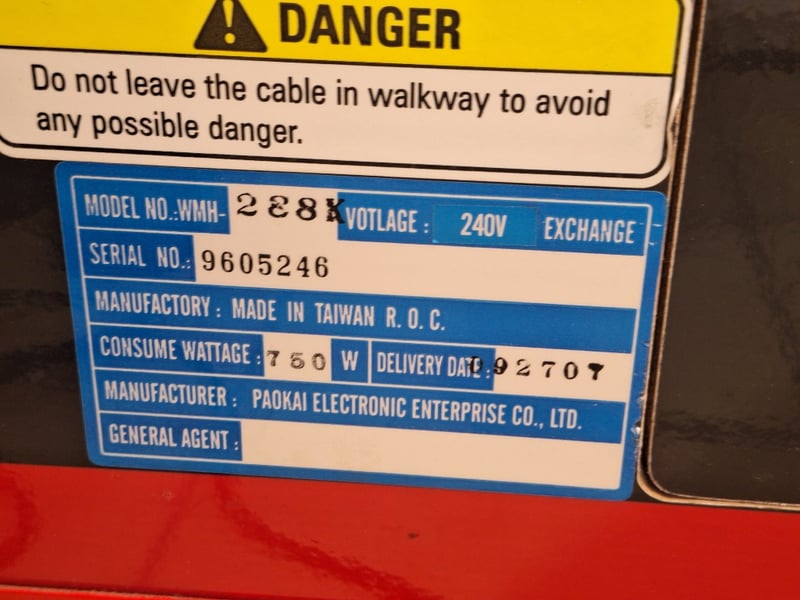 DANGER
Do not leave the cable in walkway to avoid
any possible danger.
MODEL NO.:WMH- 288K VOTLAGE : 240V EXCHANGE
SERIAL NO.: 9605246
MANUFACTORY : MADE IN TAIWAN R. O. C.
CONSUME WATTAGE : 750 W DELIVERY DATE : 092707
MANUFACTURER : PAOKAI ELECTRONIC ENTERPRISE CO., LTD.
GENERAL AGENT :